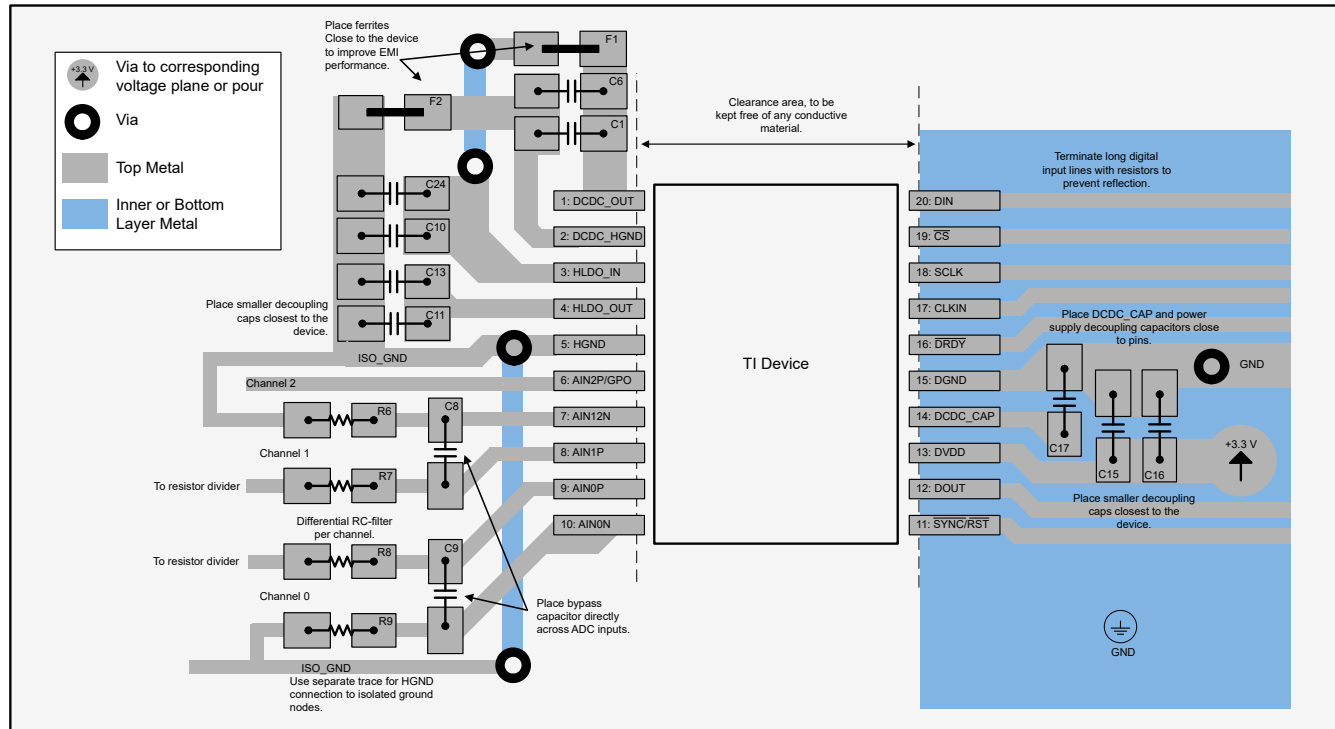 +3.3 V
Via to corresponding
voltage plane or pour
Via
Top Metal
Inner or Bottom
Layer Metal
Place ferrites
Close to the device
to improve EMI
performance.
F1
F2
C6
C1
C24
C10
C13
C11
Place smaller decoupling
caps closest to the
device.
Clearance area, to be
kept free of any conductive
material.
Terminate long digital
input lines with resistors to
prevent reflection.
1: DCDC_OUT
2: DCDC_HGND
3: HLDO_IN
4: HLDO_OUT
5: HGND
6: AIN2P/GPO
7: AIN12N
8: AIN1P
9: AIN0P
10: AIN0N
TI Device
20: DIN
19: CS
18: SCLK
17: CLKIN
16: DRDY
15: DGND
14: DCDC_CAP
13: DVDD
12: DOUT
11: SYNC/RST
Place DCDC_CAP and power
supply decoupling capacitors close
to pins.
GND
C17
C15
C16
+3.3 V
Place smaller decoupling
caps closest to the
device.
GND
ISO_GND
Channel 2
R6
C8
Channel 1
R7
To resistor divider
Differential RC-filter
per channel.
R8
C9
To resistor divider
Channel 0
R9
Place bypass
capacitor directly
across ADC inputs.
ISO_GND
Use separate trace for HGND
connection to isolated ground
nodes.